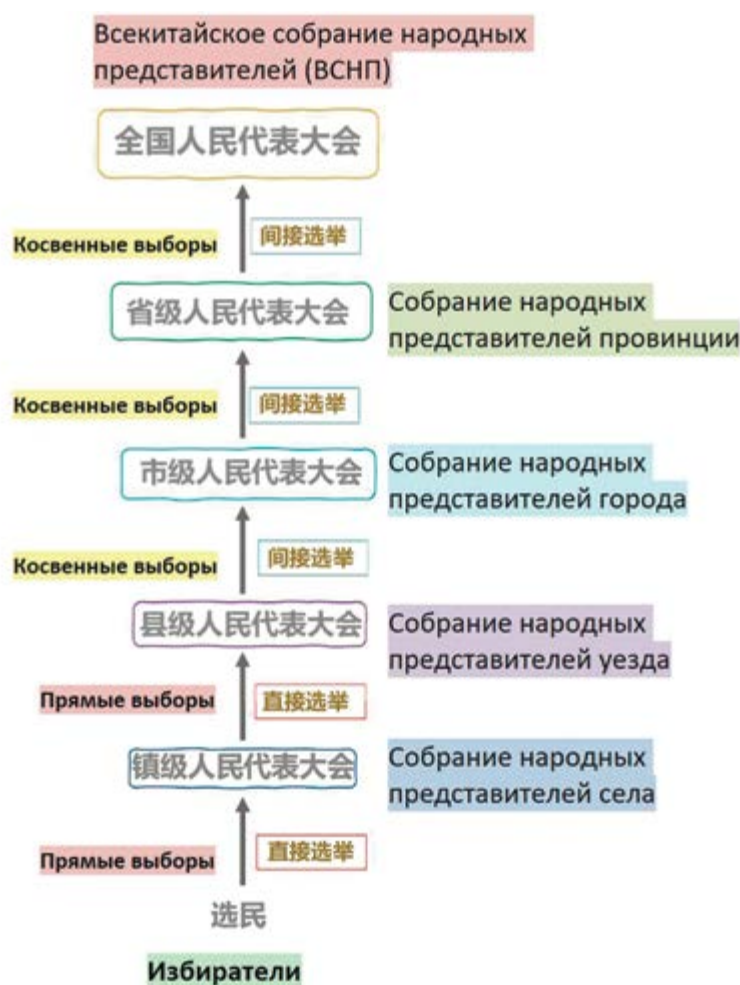 Всекитайское собрание народных
представителей (ВСНП)
全国人民代表大会
Косвенные выборы
间接选举
省级人民代表大会
Собрание народных
представителей провинции
Косвенные выборы
间接选举
市级人民代表大会
Собрание народных
представителей города
Косвенные выборы
间接选举
县级人民代表大会
Собрание народных
представителей уезда
Прямые выборы
直接选举
镇级人民代表大会
Собрание народных
представителей села
Прямые выборы
直接选举
选民
Избиратели